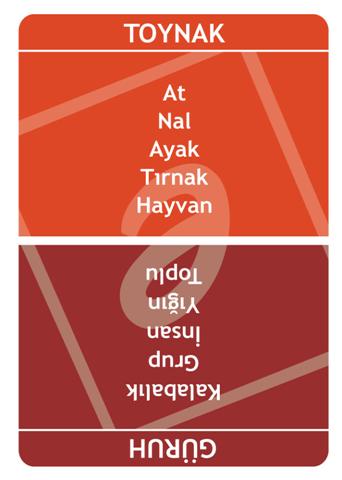 TOYNAK
At
Nal
Ayak
Tırnak
Hayvan
GÜRUH
Kalabalık
Grup
İnsan
Yığın
Toplu